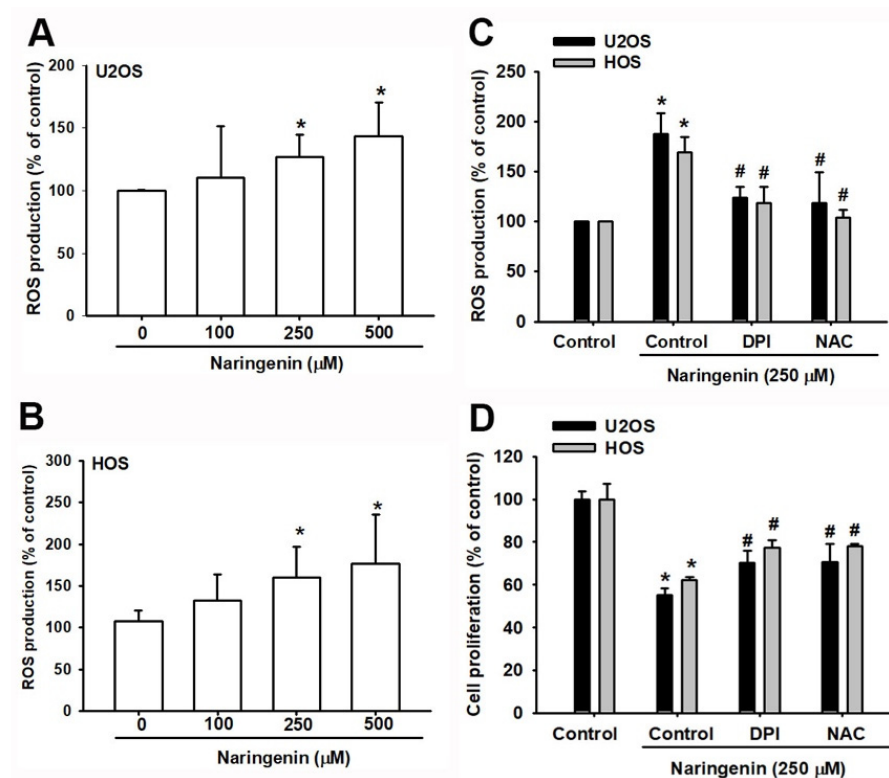 A
U2OS
ROS production (% of control)
200
150
100
50
0
*
*
0 100 250 500
Naringenin (μM)
B
HOS
ROS production (% of control)
300
250
200
150
100
50
0
*
*
0 100 250 500
Naringenin (μM)
C
U2OS
HOS
ROS production (% of control)
250
200
150
100
50
0
* *
# #
# #
Control Control DPI NAC
Naringenin (250 μM)
D
U2OS
HOS
Cell proliferation (% of control)
120
100
80
60
40
20
0
* *
# #
# #
Control Control DPI NAC
Naringenin (250 μM)